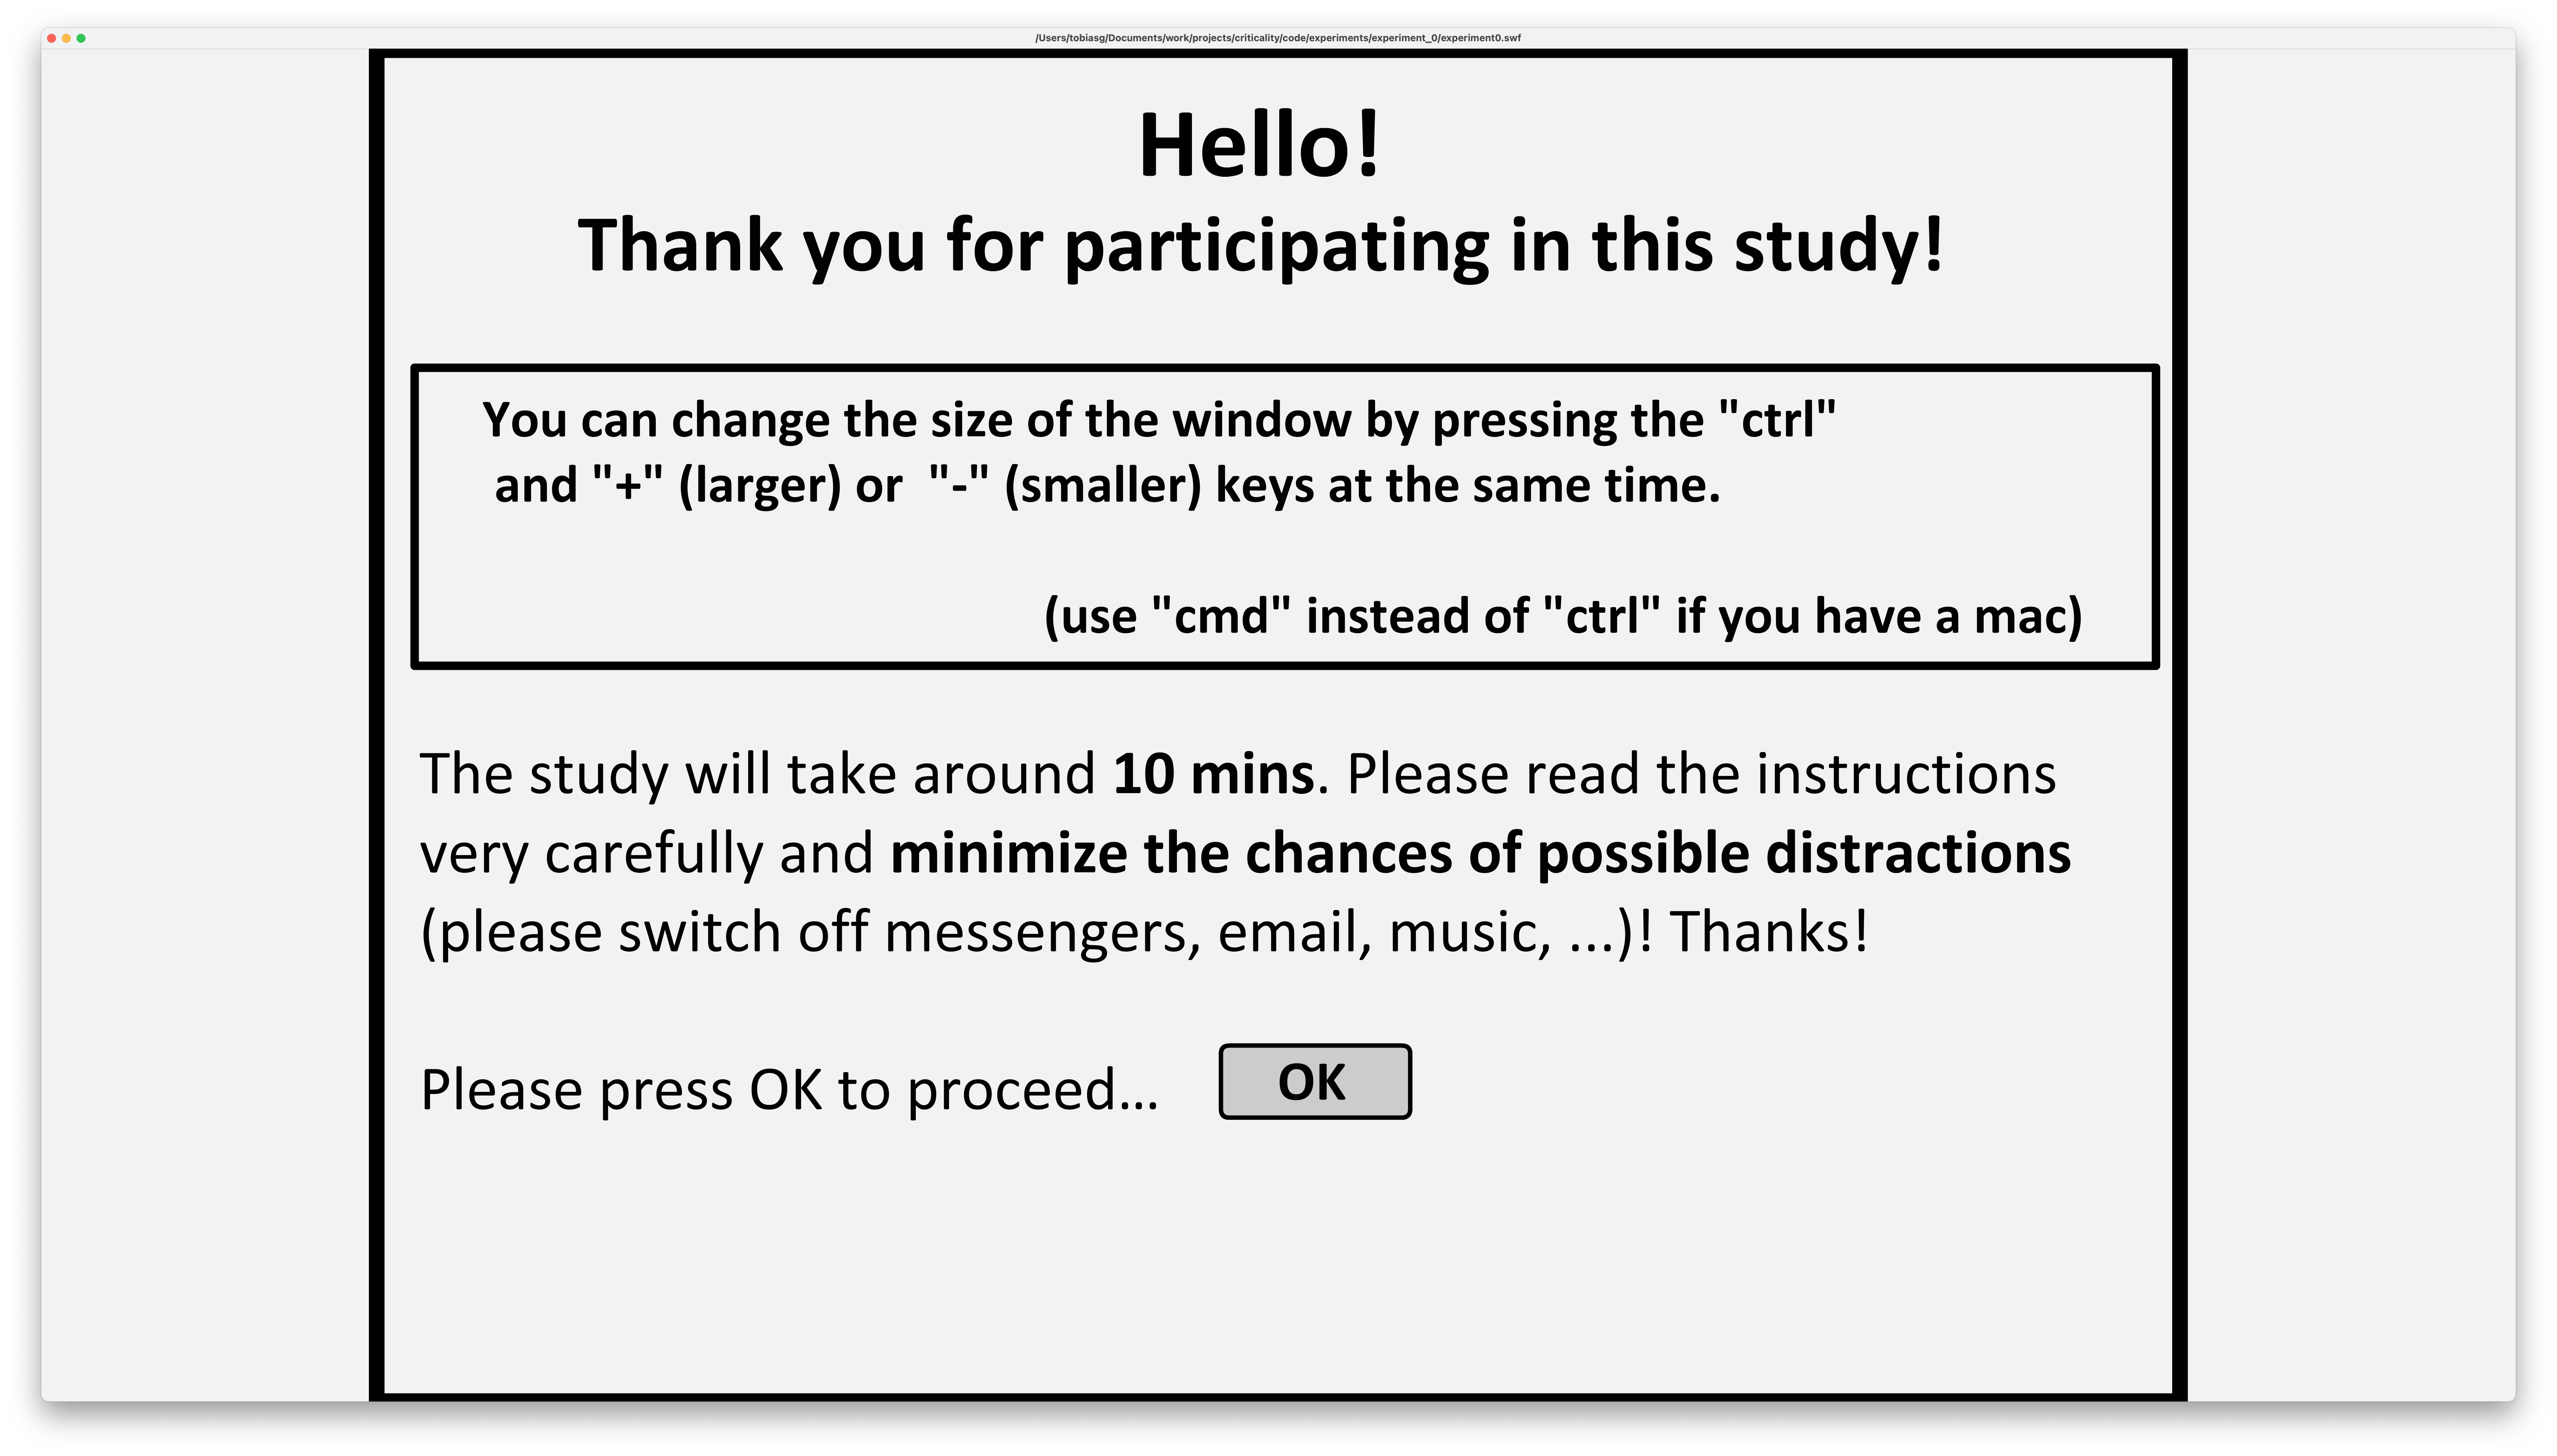 /Users/tobiasg/Documents/work/projects/criticality/code/experiments/experiment_0/experiment0.swf
Hello!
Thank you for participating in this study!
You can change the size of the window by pressing the "ctrl"
and "+" (larger) or  "-" (smaller) keys at the same time.
(use "cmd" instead of "ctrl" if you have a mac)
The study will take around 10 mins. Please read the instructions
very carefully and minimize the chances of possible distractions
(please switch off messengers, email, music, ...)! Thanks!
Please press OK to proceed... OK